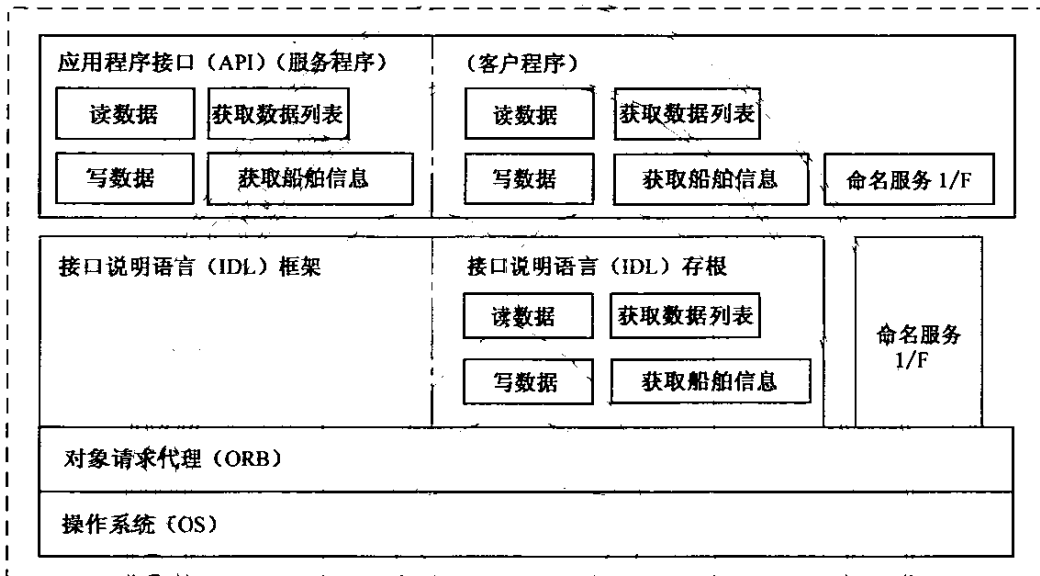 应用程序接口（API）（服务程序）
（客户程序）
读数据
获取数据列表
读数据
获取数据列表
写数据
获取船舶信息
写数据
获取船舶信息
命名服务 1/F
接口说明语言（IDL）框架
接口说明语言（IDL）存根
读数据
获取数据列表
命名服务
1/F
写数据
获取船舶信息
对象请求代理（ORB）
操作系统（OS）